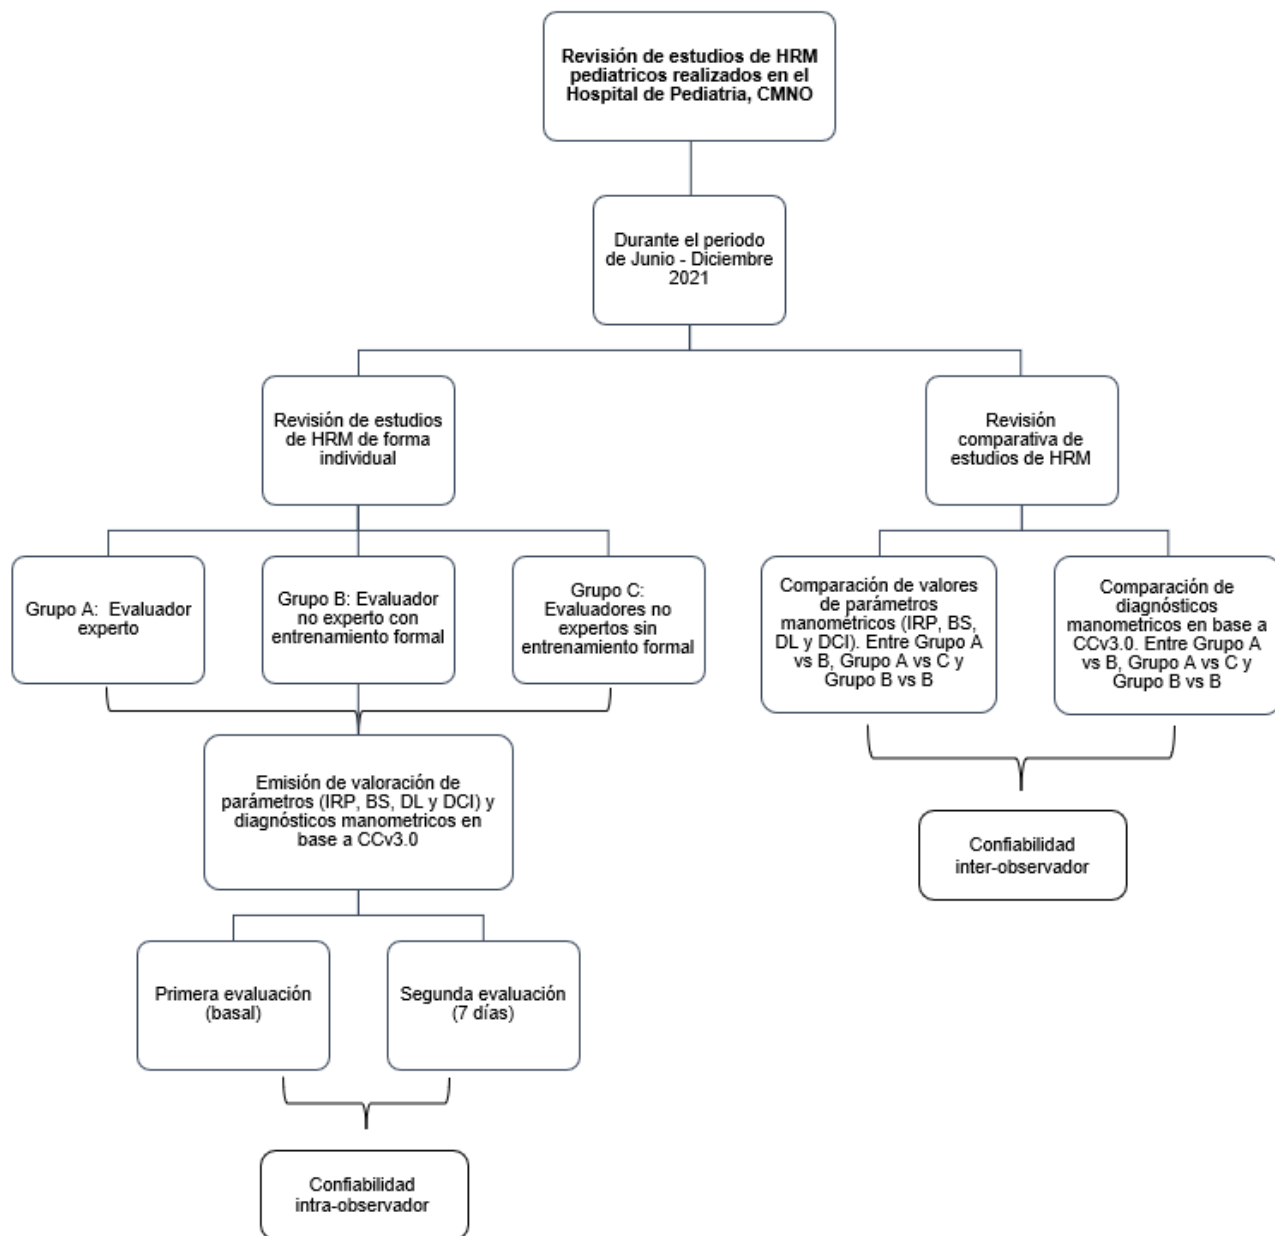 Revisión de estudios de HRM
pediatricos realizados en el
Hospital de Pediatria, CMNO
Durante el periodo
de Junio - Diciembre
2021
Revisión de estudios
de HRM de forma
individual
Revisión
comparativa de
estudios de HRM
Grupo A: Evaluador
experto
Grupo B: Evaluador
no experto con
entrenamiento formal
Grupo C:
Evaluadores no
expertos sin
entrenamiento formal
Comparación de valores
de parámetros
manométricos (IRP, BS,
DL y DCI). Entre Grupo A
vs B, Grupo A vs C y
Grupo B vs B
Comparación de
diagnósticos
manometricos en base a
CCv3.0. Entre Grupo A
vs B, Grupo A vs C y
Grupo B vs B
Emisión de valoración de
parámetros (IRP, BS, DL y DCI) y
diagnósticos manometricos en
base a CCv3.0
Confiabilidad
inter-observador
Primera evaluación
(basal)
Segunda evaluación
(7 días)
Confiabilidad
intra-observador